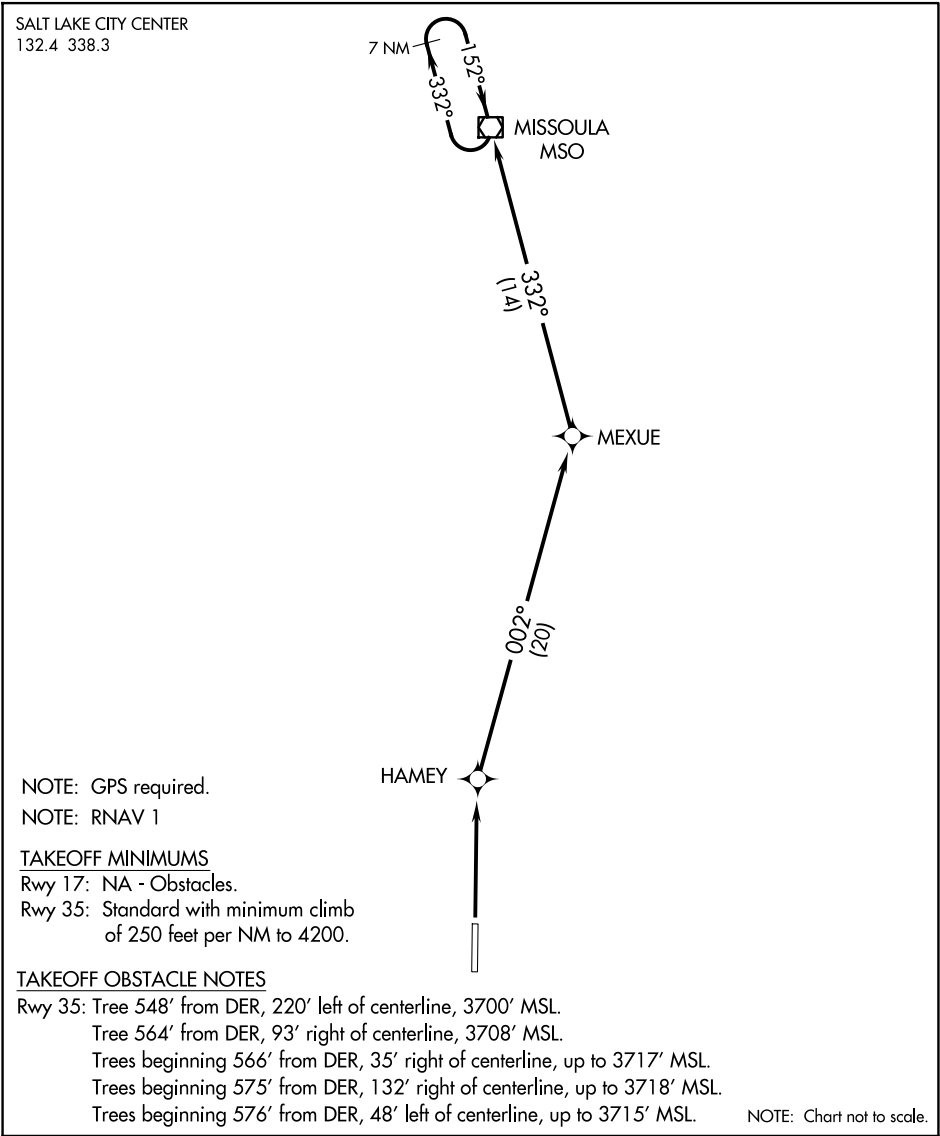 SALT LAKE CITY CENTER
132.4 338.3
7 NM
152°
332°
MISSOULA
MSO
332°
(14)
MEXUE
002°
(20)
HAMEY
NOTE: GPS required.
NOTE: RNAV 1
TAKEOFF MINIMUMS
Rwy 17: NA - Obstacles.
Rwy 35: Standard with minimum climb
of 250 feet per NM to 4200.
TAKEOFF OBSTACLE NOTES
Rwy 35: Tree 548' from DER, 220' left of centerline, 3700' MSL.
Tree 564' from DER, 93' right of centerline, 3708' MSL.
Trees beginning 566' from DER, 35' right of centerline, up to 3717' MSL.
Trees beginning 575' from DER, 132' right of centerline, up to 3718' MSL.
Trees beginning 576' from DER, 48' left of centerline, up to 3715' MSL.
NOTE: Chart not to scale.